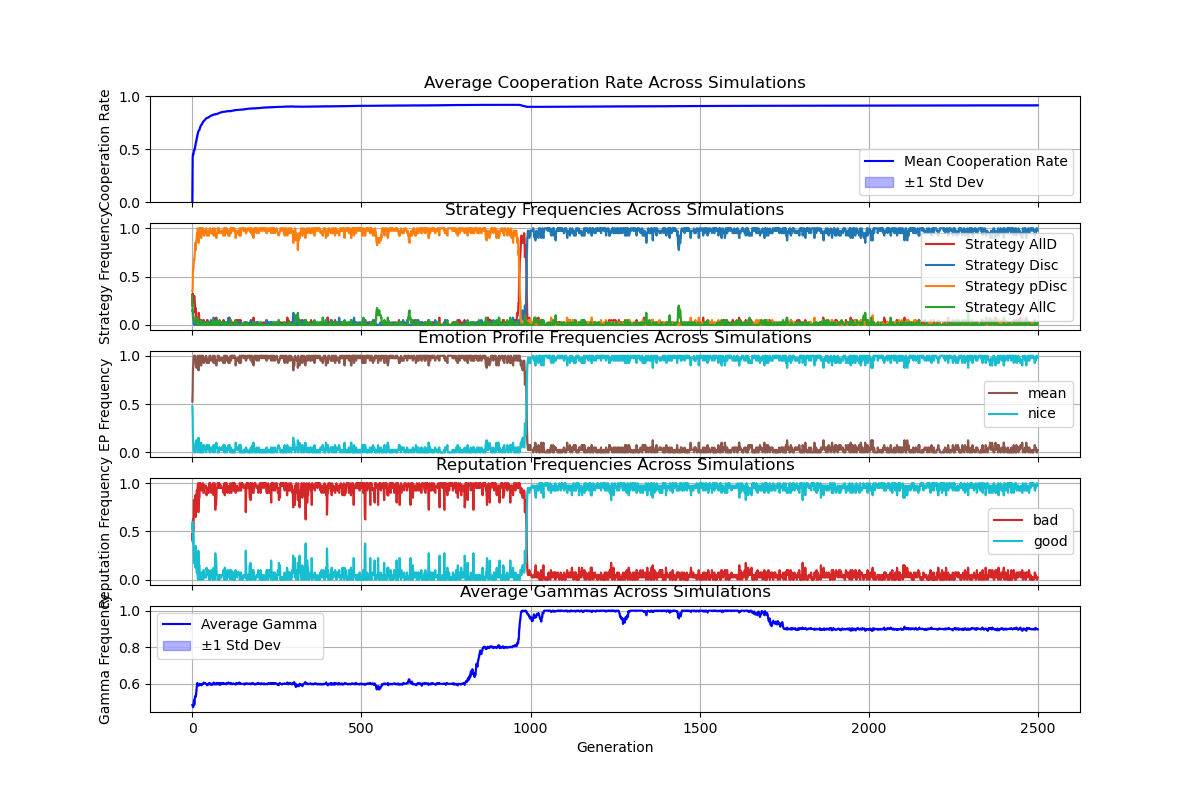 Average Cooperation Rate Across Simulations
Cooperation Rate
1.0
0.5
0.0
Mean Cooperation Rate
±1 Std Dev
Strategy Frequencies Across Simulations
Strategy Frequency
1.0
0.5
0.0
Strategy AllD
Strategy Disc
Strategy pDisc
Strategy AllC
Emotion Profile Frequencies Across Simulations
EP Frequency
1.0
0.5
0.0
mean
nice
Reputation Frequencies Across Simulations
Reputation Frequency
1.0
0.5
0.0
bad
good
Average Gammas Across Simulations
Gamma Frequency
1.0
0.8
0.6
Average Gamma
±1 Std Dev
0 500 1000 1500 2000 2500
Generation